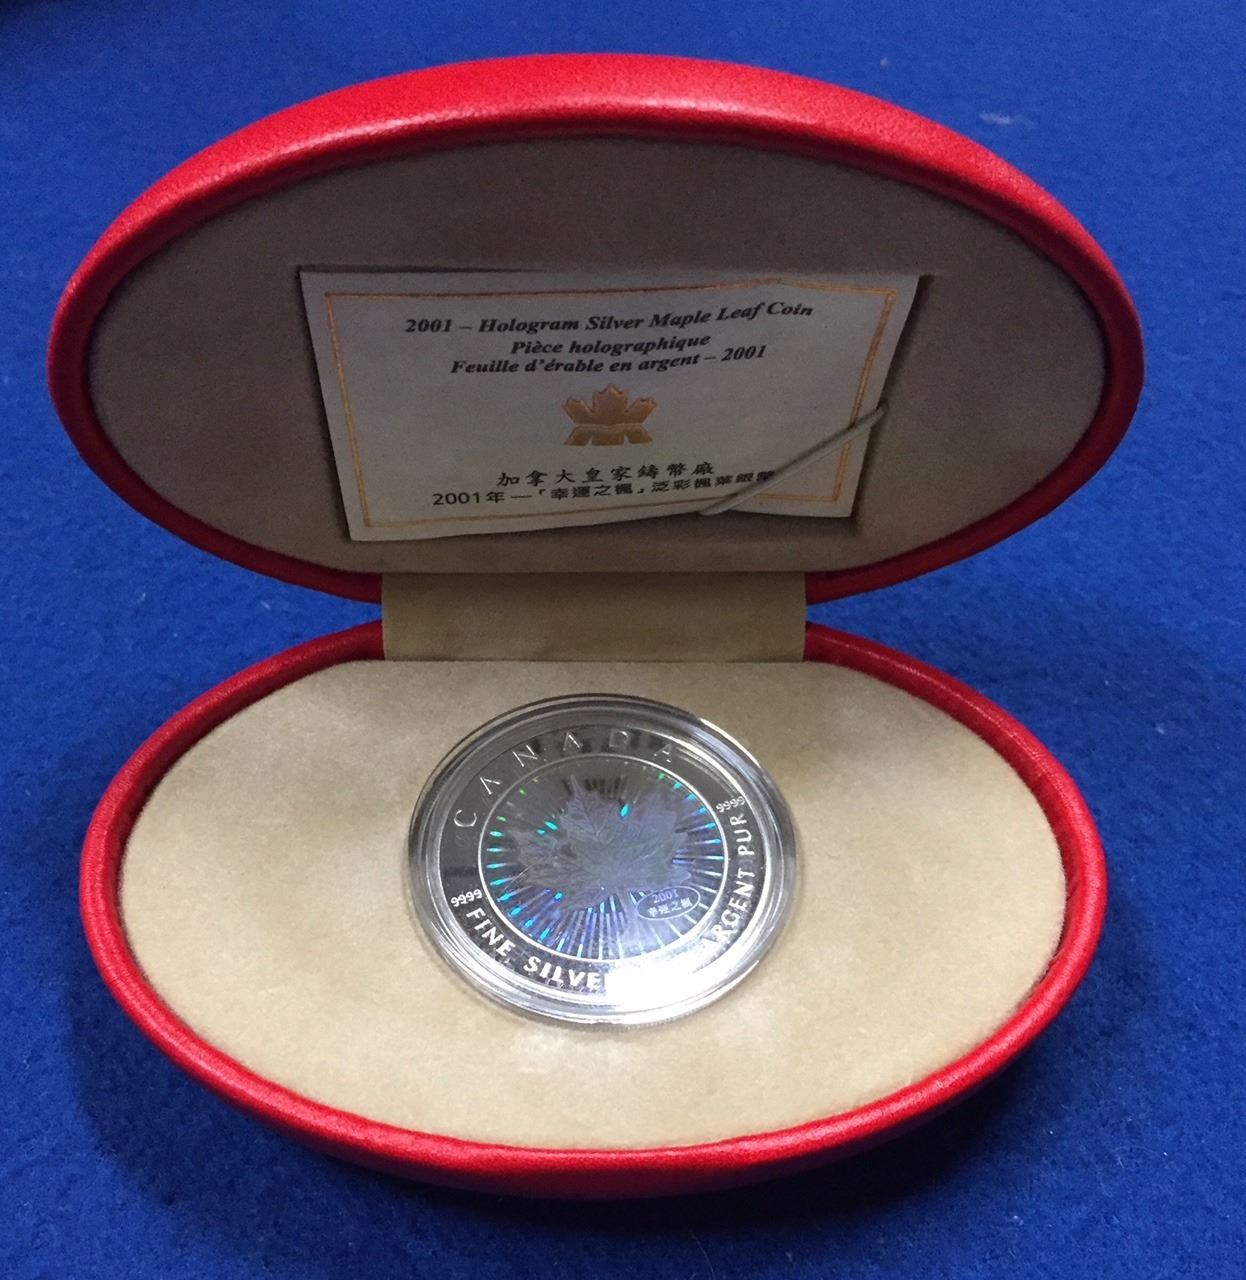 2001 – Hologram Silver Maple Leaf Coin
Pièce holographique
Feuille d'érable en argent – 2001
加拿大皇家鑄幣廠
2001年—「幸運之楓」泛彩楓葉銀幣
CANADA
9999
9999
FINE SILVE
ARGENT PUR
2001
幸運之楓